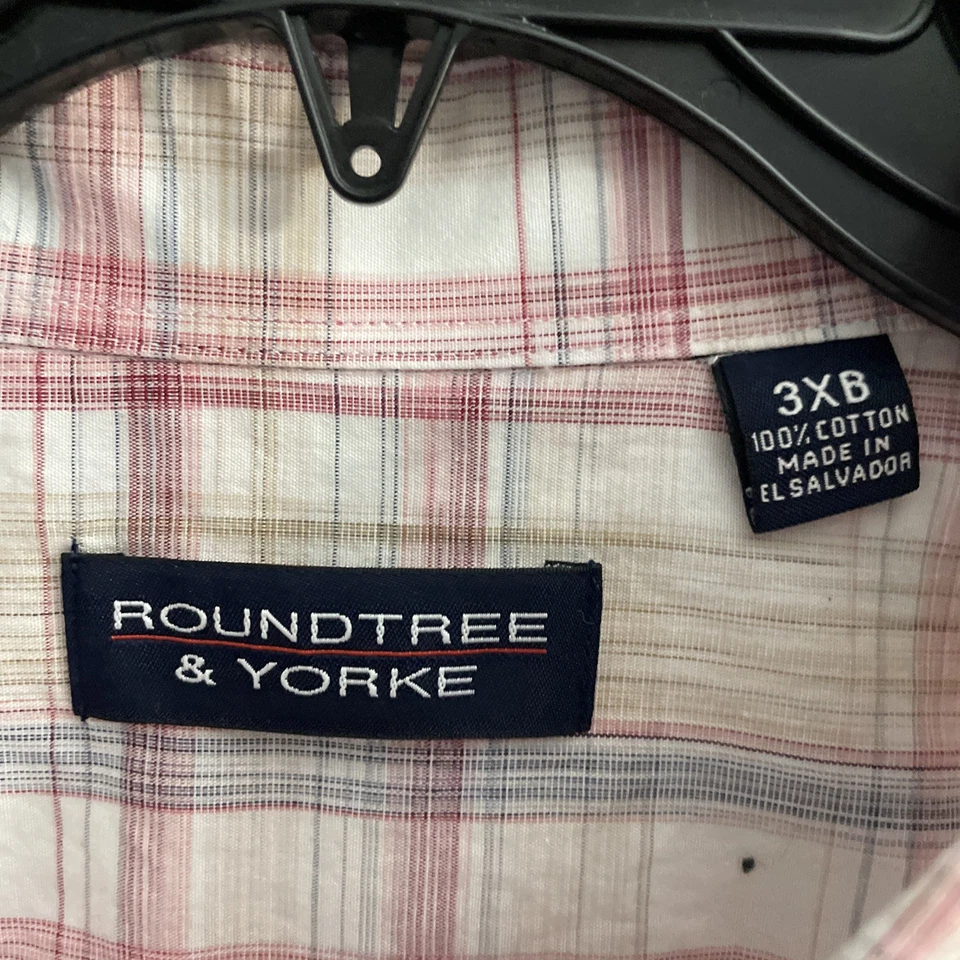 3XB
100% COTTON
MADE IN
EL SALVADOR
ROUNDTREE
& YORKE